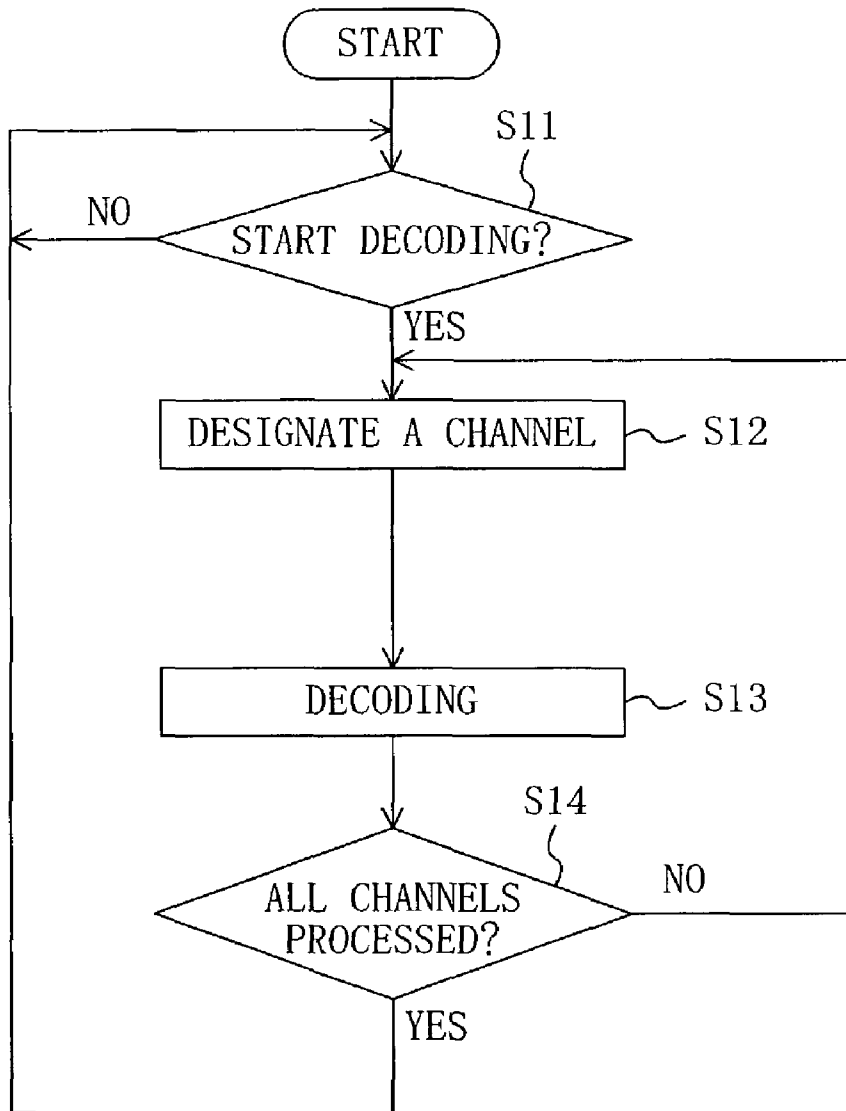 START
S11
NO
START DECODING?
YES
DESIGNATE A CHANNEL
S12
DECODING
S13
S14
NO
ALL CHANNELS
PROCESSED?
YES